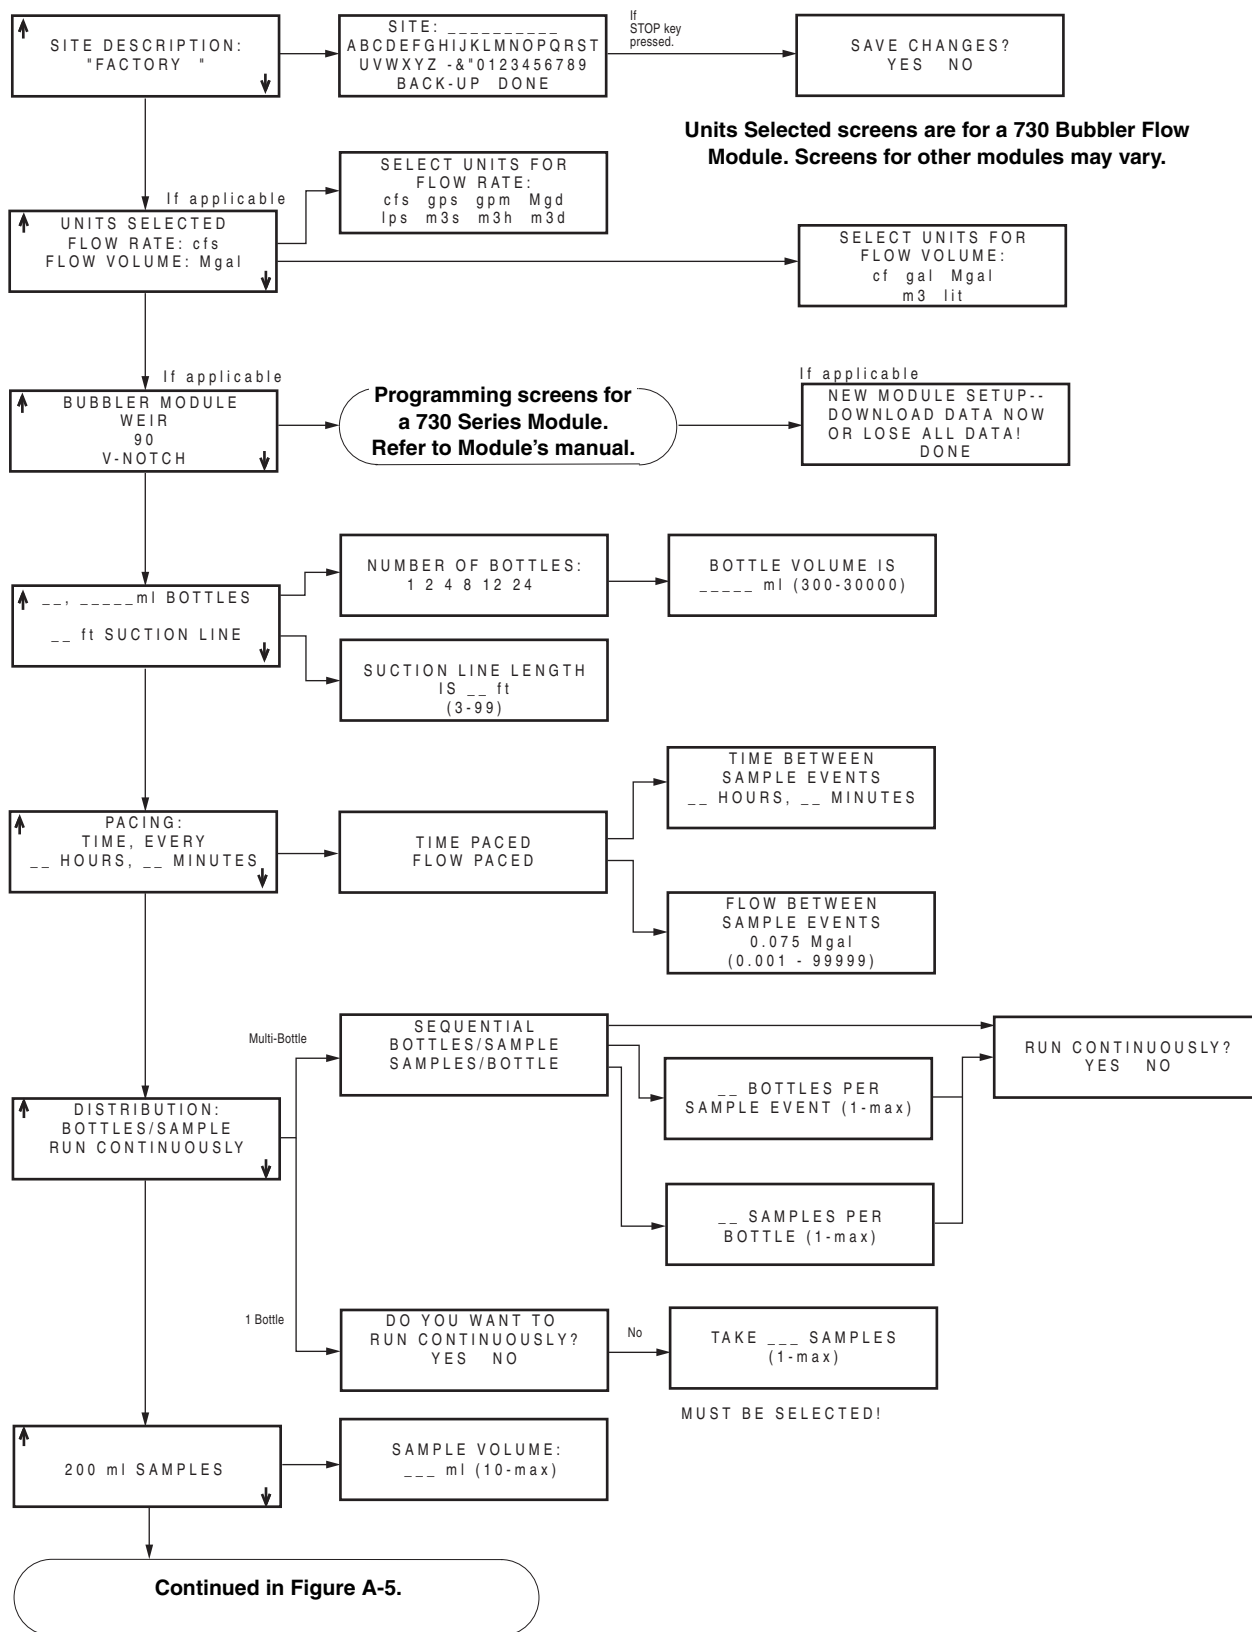 SITE DESCRIPTION:
"FACTORY "
SITE: __________
ABCDEFGHIJKLMNOPQRST
UVWXYZ -&"0123456789
BACK-UP DONE
If
STOP key
pressed.
SAVE CHANGES?
YES NO
Units Selected screens are for a 730 Bubbler Flow
Module. Screens for other modules may vary.
If applicable
UNITS SELECTED
FLOW RATE: cfs
FLOW VOLUME: Mgal
SELECT UNITS FOR
FLOW RATE:
cfs gps gpm Mgd
lps m3s m3h m3d
SELECT UNITS FOR
FLOW VOLUME:
cf gal Mgal
m3 lit
If applicable
BUBBLER MODULE
WEIR
90
V-NOTCH
Programming screens for
a 730 Series Module.
Refer to Module's manual.
If applicable
NEW MODULE SETUP--
DOWNLOAD DATA NOW
OR LOSE ALL DATA!
DONE
__, _____ml BOTTLES
__ ft SUCTION LINE
NUMBER OF BOTTLES:
1 2 4 8 12 24
BOTTLE VOLUME IS
_____ ml (300-30000)
SUCTION LINE LENGTH
IS __ ft
(3-99)
PACING:
TIME, EVERY
__ HOURS, __ MINUTES
TIME PACED
FLOW PACED
TIME BETWEEN
SAMPLE EVENTS
__ HOURS, __ MINUTES
FLOW BETWEEN
SAMPLE EVENTS
0.075 Mgal
(0.001 - 99999)
DISTRIBUTION:
BOTTLES/SAMPLE
RUN CONTINUOUSLY
Multi-Bottle
SEQUENTIAL
BOTTLES/SAMPLE
SAMPLES/BOTTLE
__ BOTTLES PER
SAMPLE EVENT (1-max)
__ SAMPLES PER
BOTTLE (1-max)
RUN CONTINUOUSLY?
YES NO
1 Bottle
DO YOU WANT TO
RUN CONTINUOUSLY?
YES NO
No
TAKE ___ SAMPLES
(1-max)
MUST BE SELECTED!
200 ml SAMPLES
SAMPLE VOLUME:
___ ml (10-max)
Continued in Figure A-5.